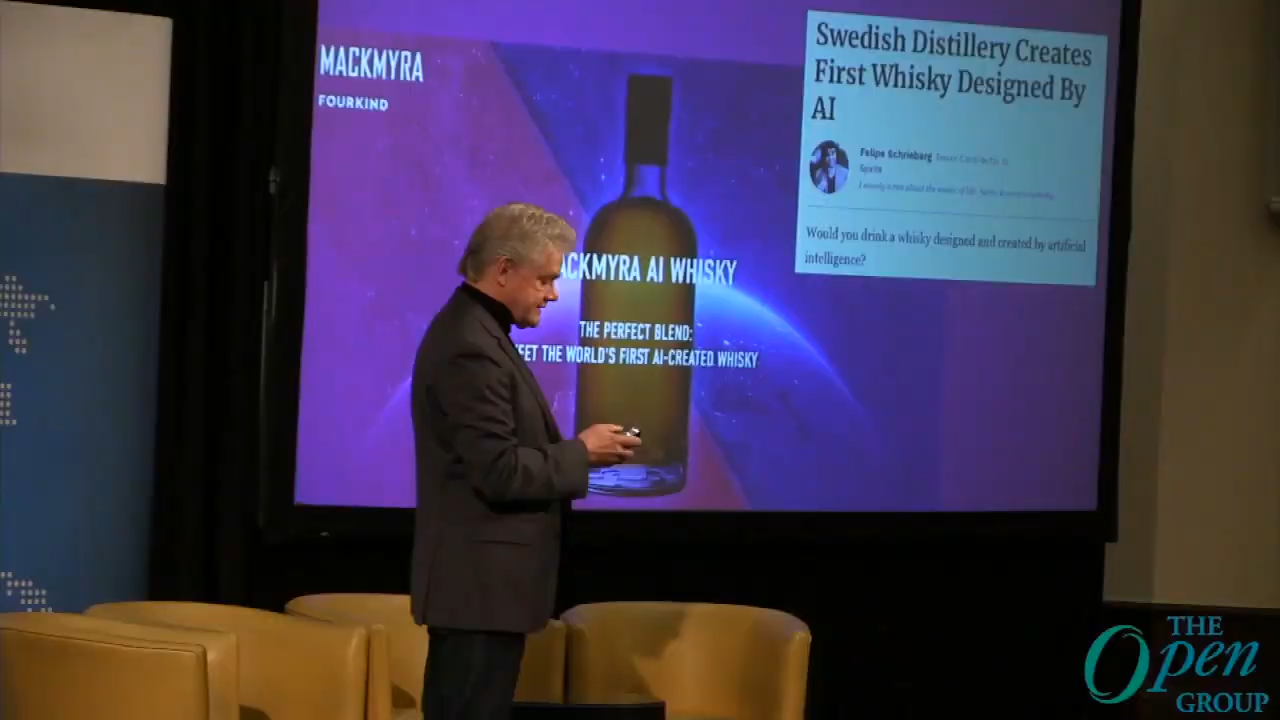 MACKMYRA
FOURKIND
ACKMYRA AI WHISKY
THE PERFECT BLEND:
EET THE WORLD'S FIRST AI-CREATED WHISKY
Swedish Distillery Creates
First Whisky Designed By
AI
Felipe Schrieberg
Spirits
Would you drink a whisky designed and created by artificial
intelligence?
THE
Open
GROUP